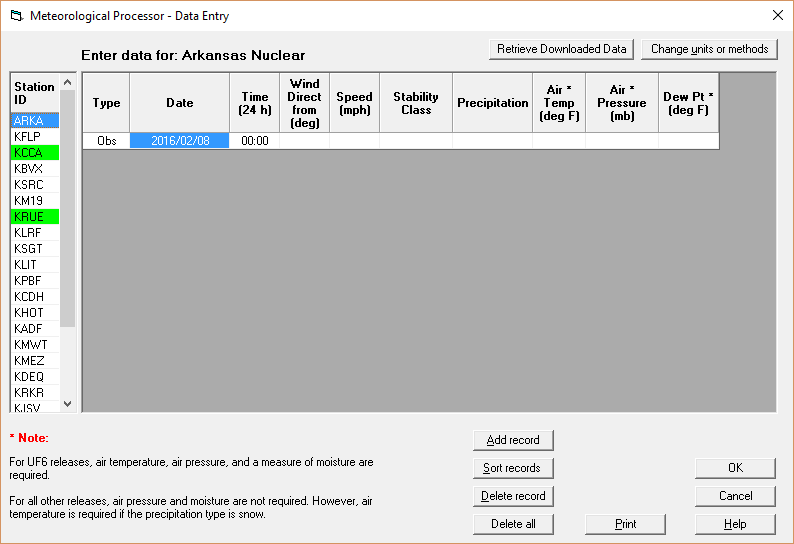 Meteorological Processor - Data Entry
Enter data for: Arkansas Nuclear
Retrieve Downloaded Data
Change units or methods
Station
ID
ARKA
KFLP
KCCA
KBVX
KSRC
KM19
KRUE
KLRF
KSGT
KLIT
KPBF
KCDH
KHOT
KADF
KMWT
KMEZ
KDEQ
KRKR
KJSV
Type
Date
Time
(24 h)
Wind
Direct
from
(deg)
Speed
(mph)
Stability
Class
Precipitation
Air *
Temp
(deg F)
Air *
Pressure
(mb)
Dew Pt *
(deg F)
Obs 2016/02/08 00:00
* Note:
For UF6 releases, air temperature, air pressure, and a measure of moisture are
required.
For all other releases, air pressure and moisture are not required. However, air
temperature is required if the precipitation type is snow.
Add record
Sort records
Delete record
Delete all
Print
OK
Cancel
Help